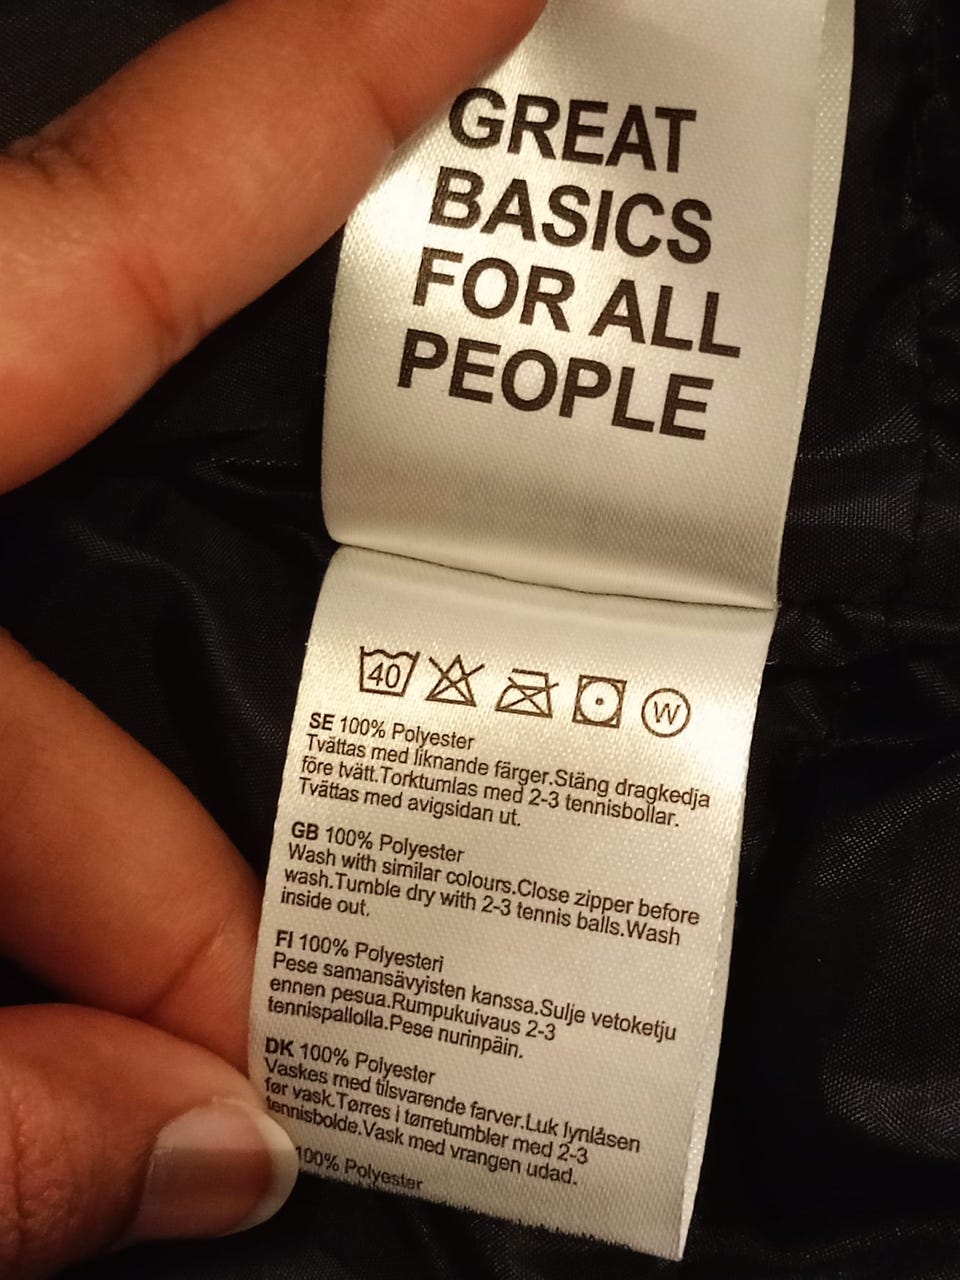 GREAT
BASICS
FOR ALL
PEOPLE
40 W
SE 100% Polyester
Tvättas med liknande färger.Stäng dragkedja
före tvätt.Torktumlas med 2-3 tennisbollar.
Tvättas med avigsidan ut.
GB 100% Polyester
Wash with similar colours.Close zipper before
wash.Tumble dry with 2-3 tennis balls.Wash
inside out.
FI 100% Polyesteri
Pese samansävyisten kanssa.Sulje vetoketju
ennen pesua.Rumpukuivaus 2-3
tennispallolla.Pese nurinpäin.
DK 100% Polyester
Vaskes med tilsvarende farver.Luk lynlåsen
før vask.Tørres i tørretumbler med 2-3
tennisbolde.Vask med vrangen udad.
100% Polyester